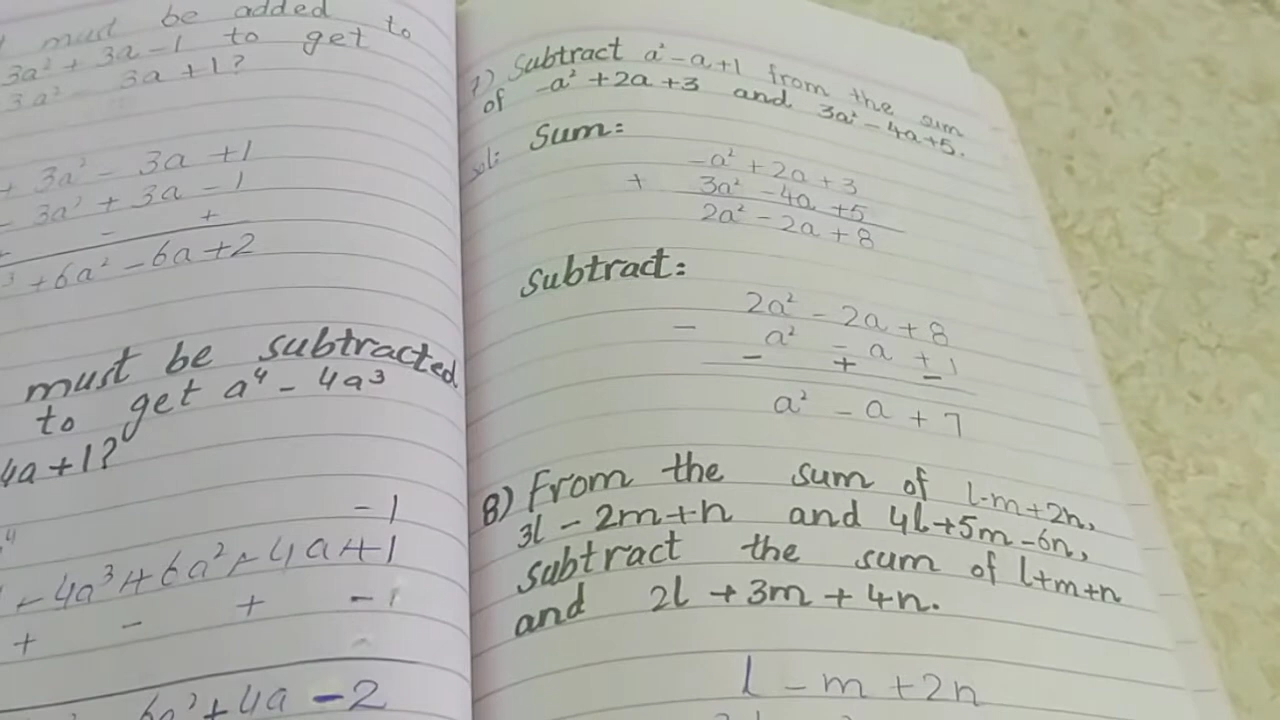 must be added to
3a² + 3a - 1 to get
3a² 3a + 1?
+ 3a² - 3a + 1
- 3a² + 3a - 1
- +
³ + 6a² - 6a + 2
must be subtracted
to get a⁴ - 4a³
4a + 1?
- 1
- 4a³ + 6a² - 4a + 1
+ - + -
6a² + 4a - 2
7) Subtract a² - a + 1 from the sum
of -a² + 2a + 3 and 3a² - 4a + 5.
Sol: Sum:
-a² + 2a + 3
+ 3a² - 4a + 5
2a² - 2a + 8
Subtract:
2a² - 2a + 8
- a² - a + 1
- + -
a² - a + 7
8) From the sum of l-m+2n,
3l - 2m + n and 4l + 5m - 6n,
subtract the sum of l+m+n
and 2l + 3m + 4n.
l - m + 2n